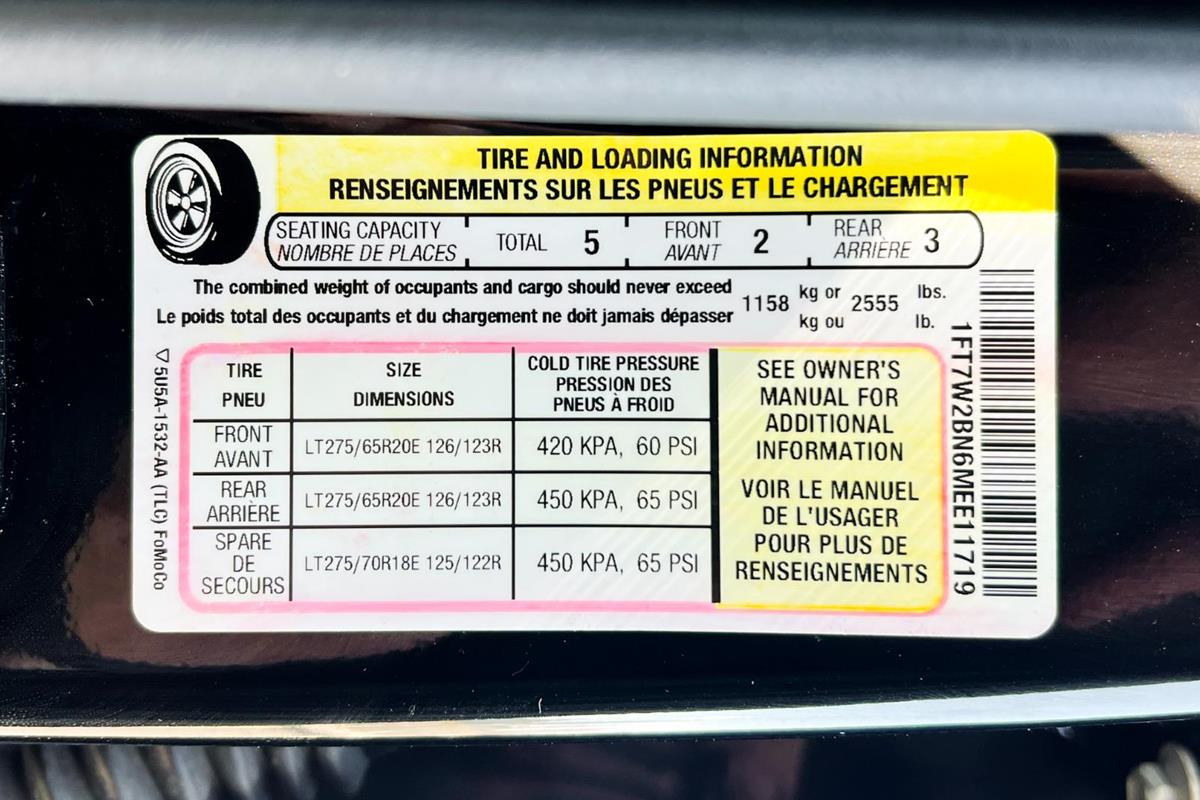 TIRE AND LOADING INFORMATION
RENSEIGNEMENTS SUR LES PNEUS ET LE CHARGEMENT
SEATING CAPACITY
NOMBRE DE PLACES
TOTAL 5
FRONT
AVANT
2
REAR
ARRIÈRE
3
The combined weight of occupants and cargo should never exceed
Le poids total des occupants et du chargement ne doit jamais dépasser
1158 kg or 2555 lbs.
kg ou lb.
TIRE
PNEU
SIZE
DIMENSIONS
COLD TIRE PRESSURE
PRESSION DES
PNEUS À FROID
FRONT
AVANT
LT275/65R20E 126/123R
420 KPA, 60 PSI
REAR
ARRIÈRE
LT275/65R20E 126/123R
450 KPA, 65 PSI
SPARE
DE
SECOURS
LT275/70R18E 125/122R
450 KPA, 65 PSI
SEE OWNER'S
MANUAL FOR
ADDITIONAL
INFORMATION
VOIR LE MANUEL
DE L'USAGER
POUR PLUS DE
RENSEIGNEMENTS
5U5A-1532-AA (TLC) FoMoCo
1FT7W2BN6MEE11719